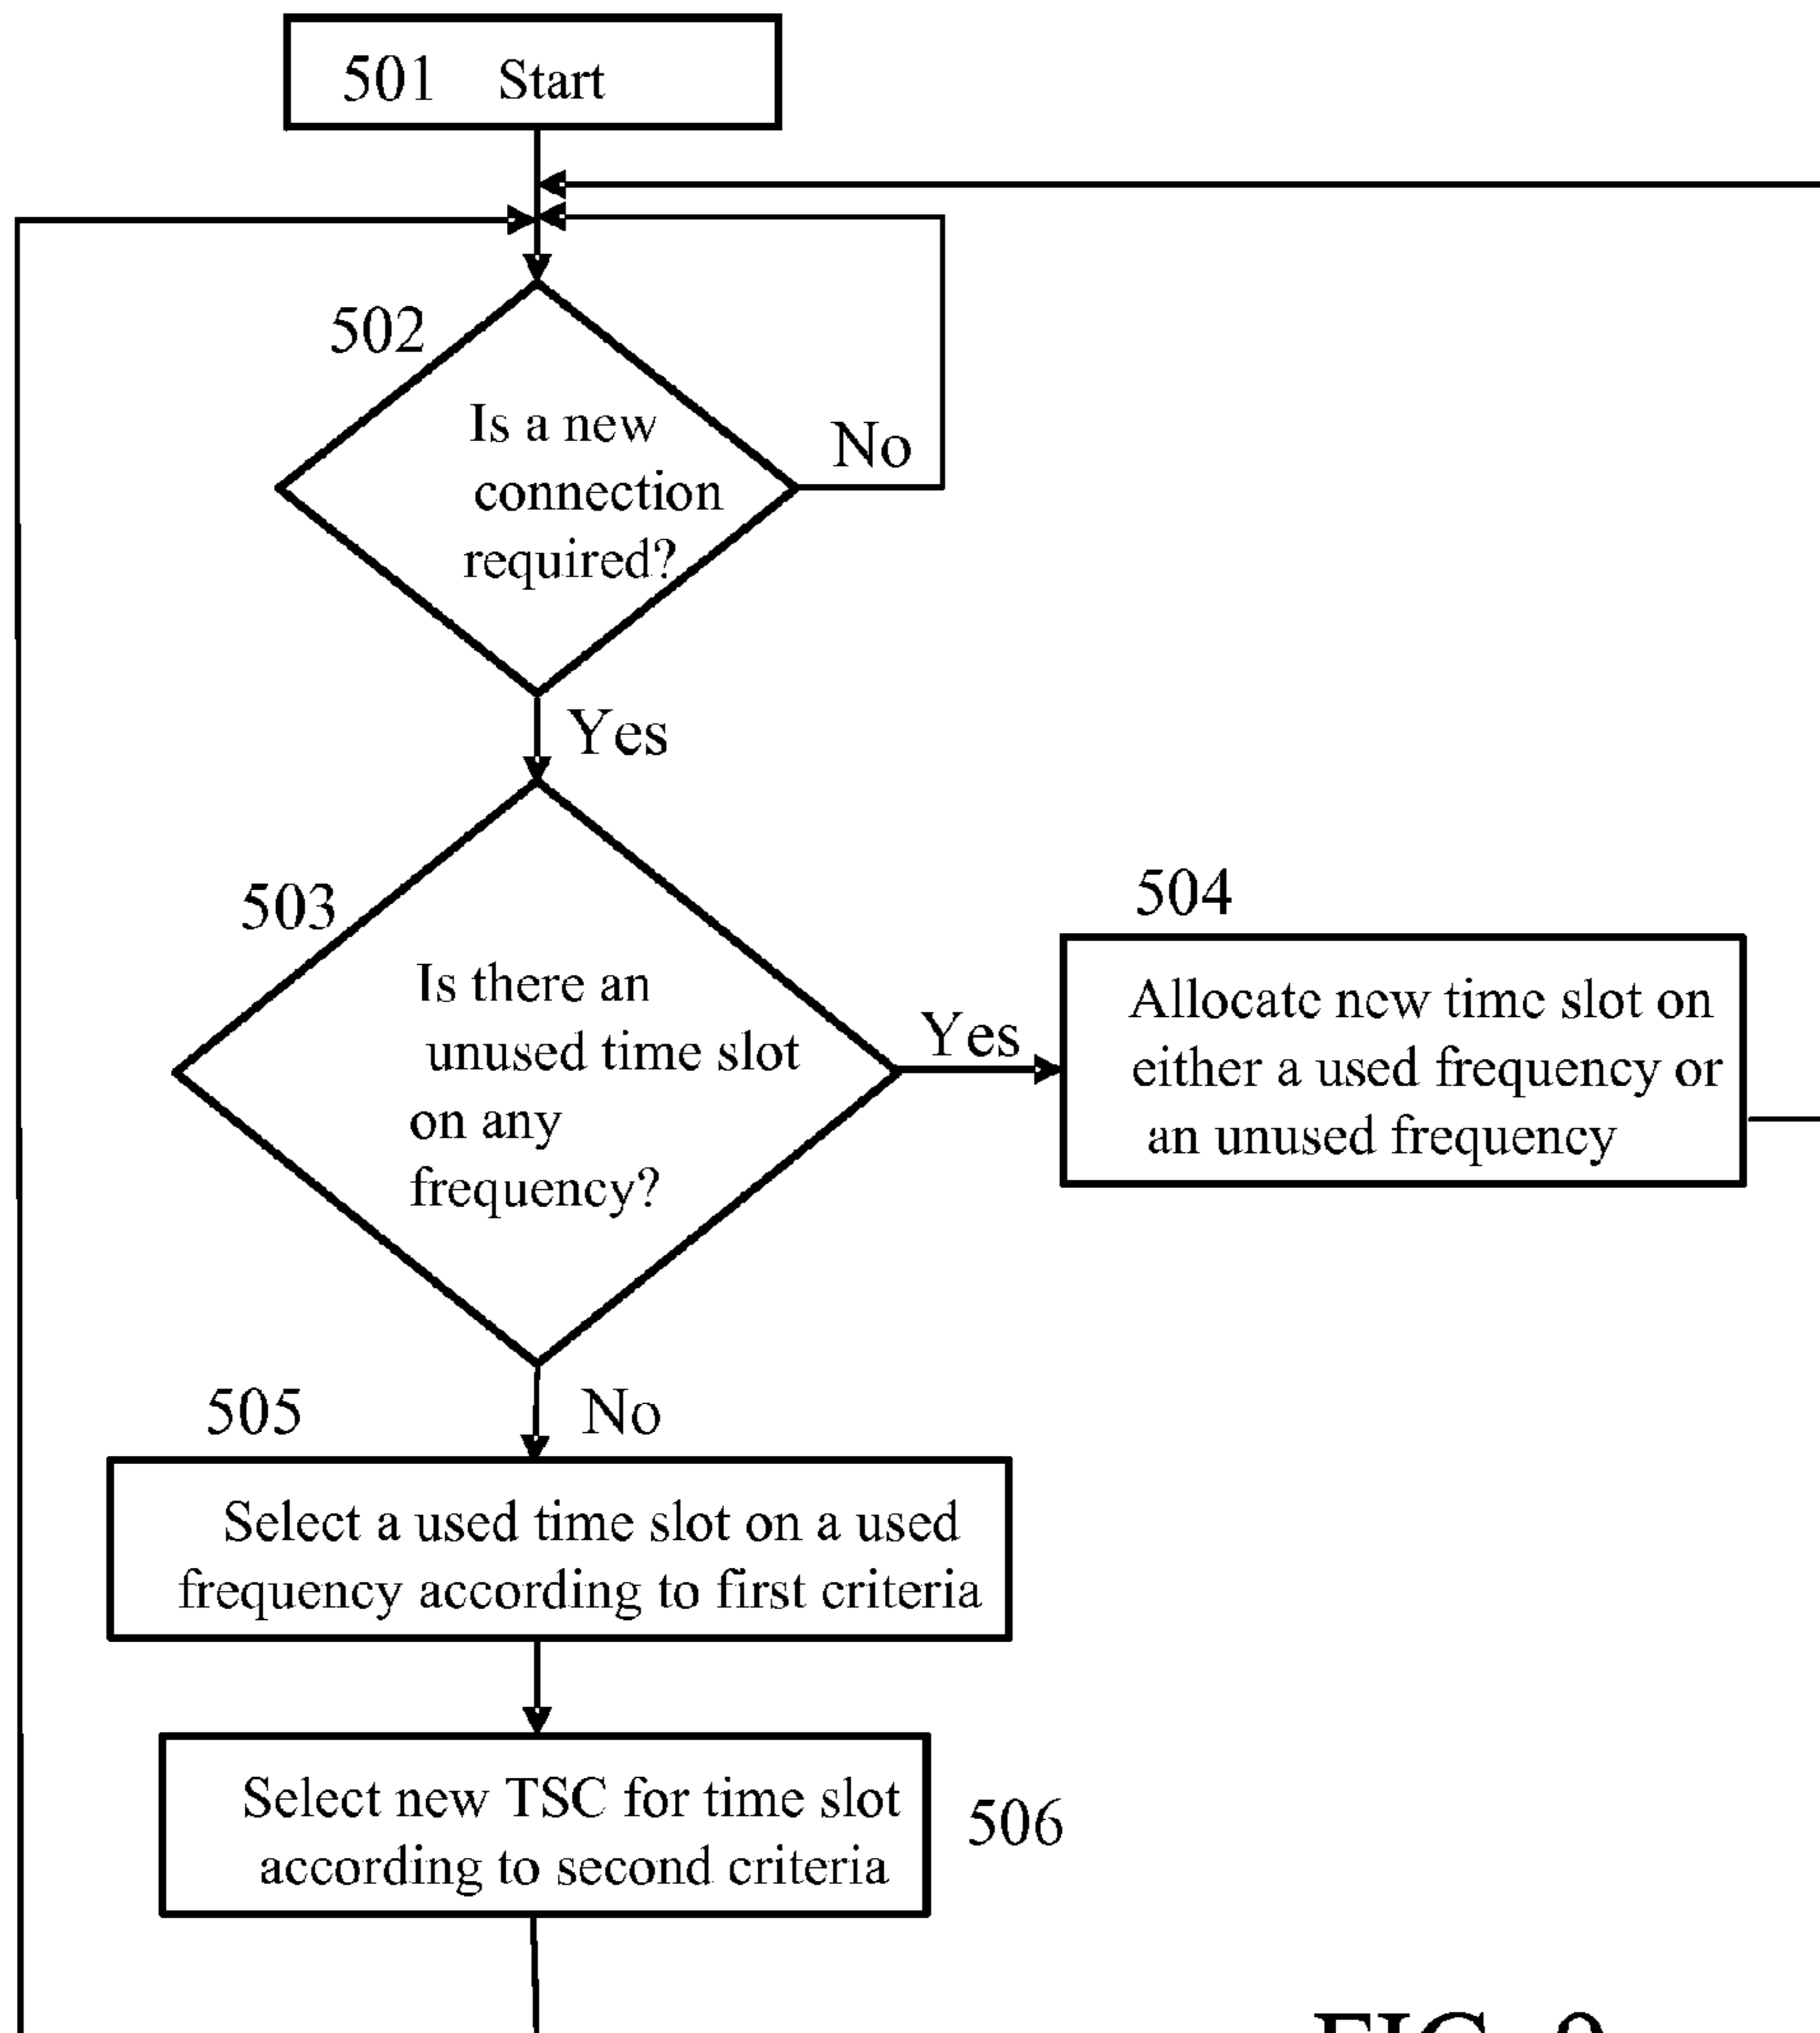 501 Start
502
Is a new
connection
required?
No
Yes
503
Is there an
unused time slot
on any
frequency?
Yes
504
Allocate new time slot on
either a used frequency or
an unused frequency
505
No
Select a used time slot on a used
frequency according to first criteria
Select new TSC for time slot
according to second criteria
506
FIG.